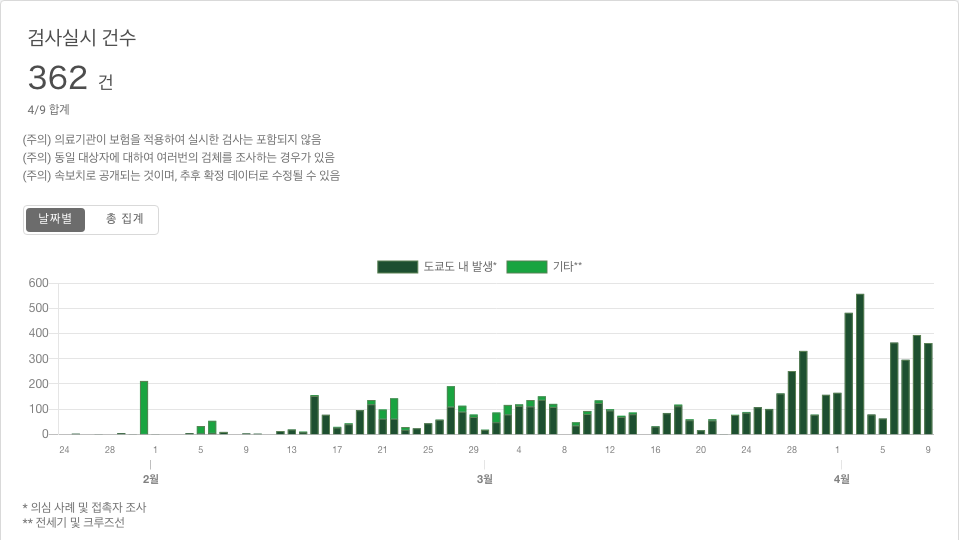 검사실시 건수
362 건
4/9 합계
(주의) 의료기관이 보험을 적용하여 실시한 검사는 포함되지 않음
(주의) 동일 대상자에 대하여 여러번의 검체를 조사하는 경우가 있음
(주의) 속보치로 공개되는 것이며, 추후 확정 데이터로 수정될 수 있음
날짜별 총 집계
도쿄도 내 발생* 기타**
600
500
400
300
200
100
0
24 28 1 5 9 13 17 21 25 29 4 8 12 16 20 24 28 1 5 9
2월 3월 4월
* 의심 사례 및 접촉자 조사
** 전세기 및 크루즈선